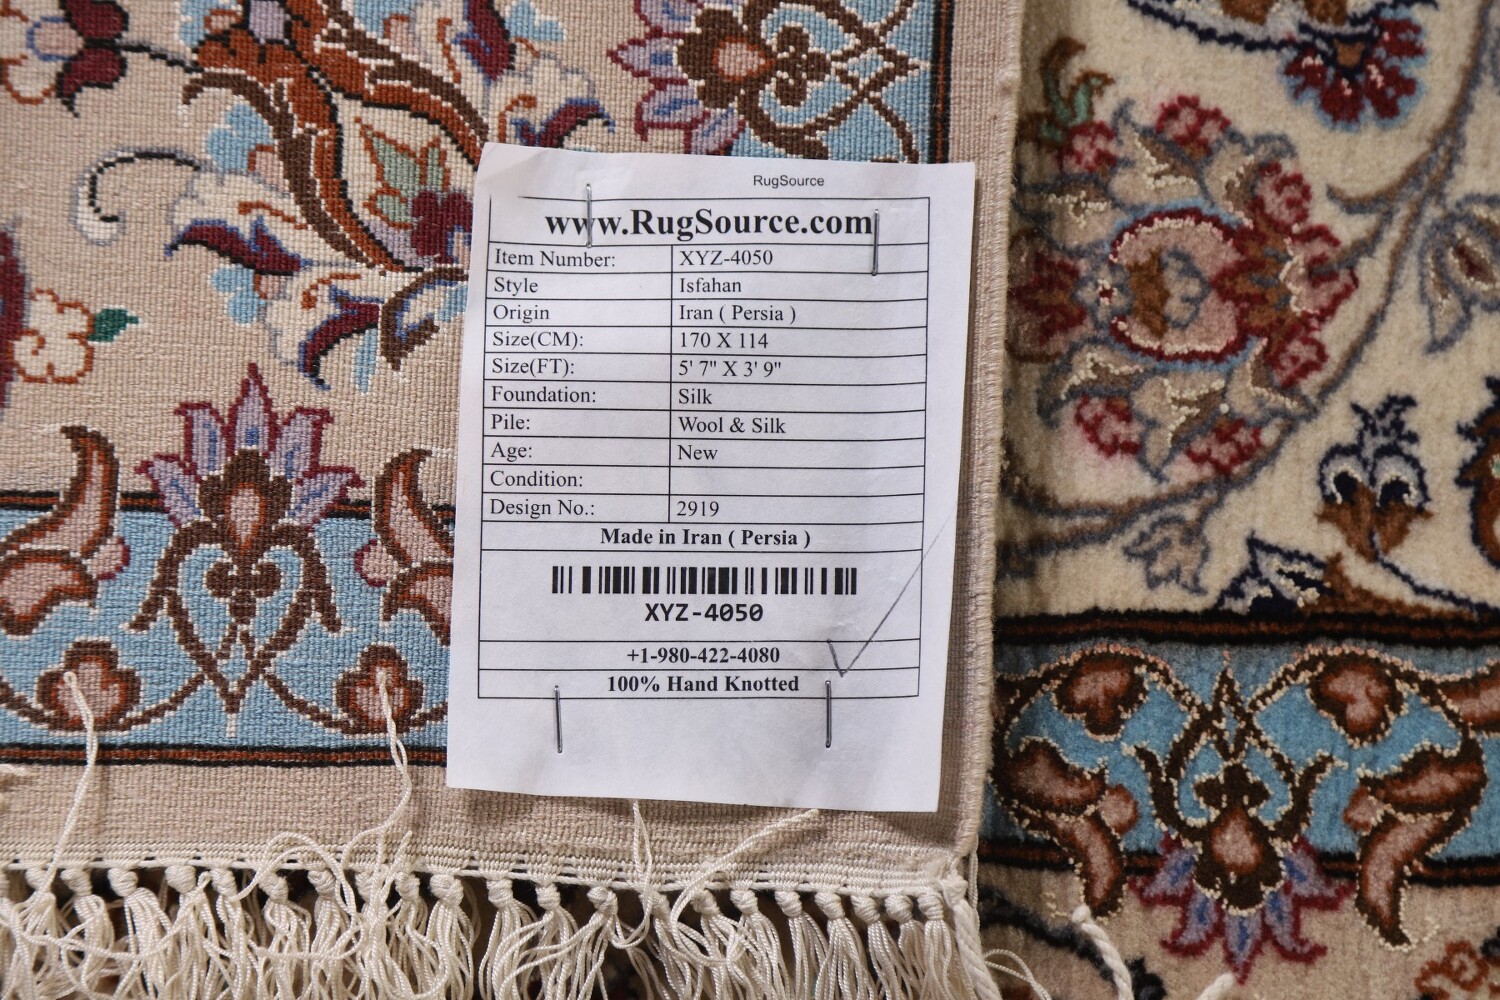 RugSource
www.RugSource.com
Item Number: XYZ-4050
Style Isfahan
Origin Iran ( Persia )
Size(CM): 170 X 114
Size(FT): 5' 7" X 3' 9"
Foundation: Silk
Pile: Wool & Silk
Age: New
Condition:
Design No.: 2919
Made in Iran ( Persia )
XYZ-4050
+1-980-422-4080
100% Hand Knotted